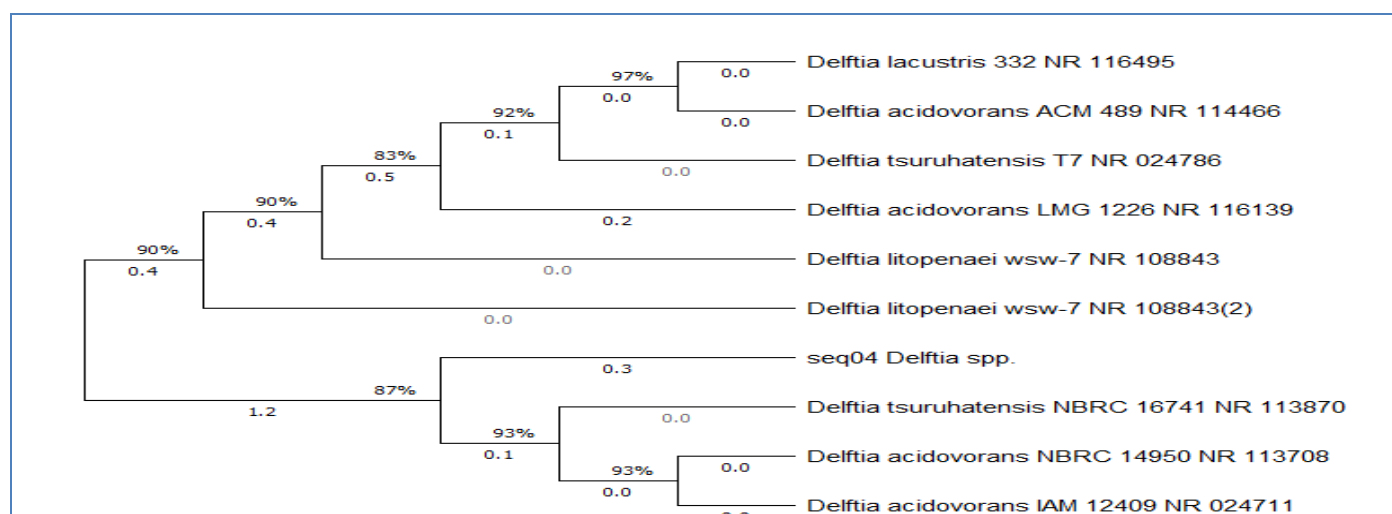 Delftia lacustris 332 NR 116495
0.0
97%
0.0
Delftia acidovorans ACM 489 NR 114466
0.0
92%
0.1
Delftia tsuruhatensis T7 NR 024786
0.0
83%
0.5
Delftia acidovorans LMG 1226 NR 116139
0.2
90%
0.4
Delftia litopenaei wsw-7 NR 108843
0.0
90%
0.4
Delftia litopenaei wsw-7 NR 108843(2)
0.0
seq04 Delftia spp.
0.3
87%
1.2
Delftia tsuruhatensis NBRC 16741 NR 113870
0.0
93%
0.1
Delftia acidovorans NBRC 14950 NR 113708
0.0
93%
0.0
Delftia acidovorans IAM 12409 NR 024711